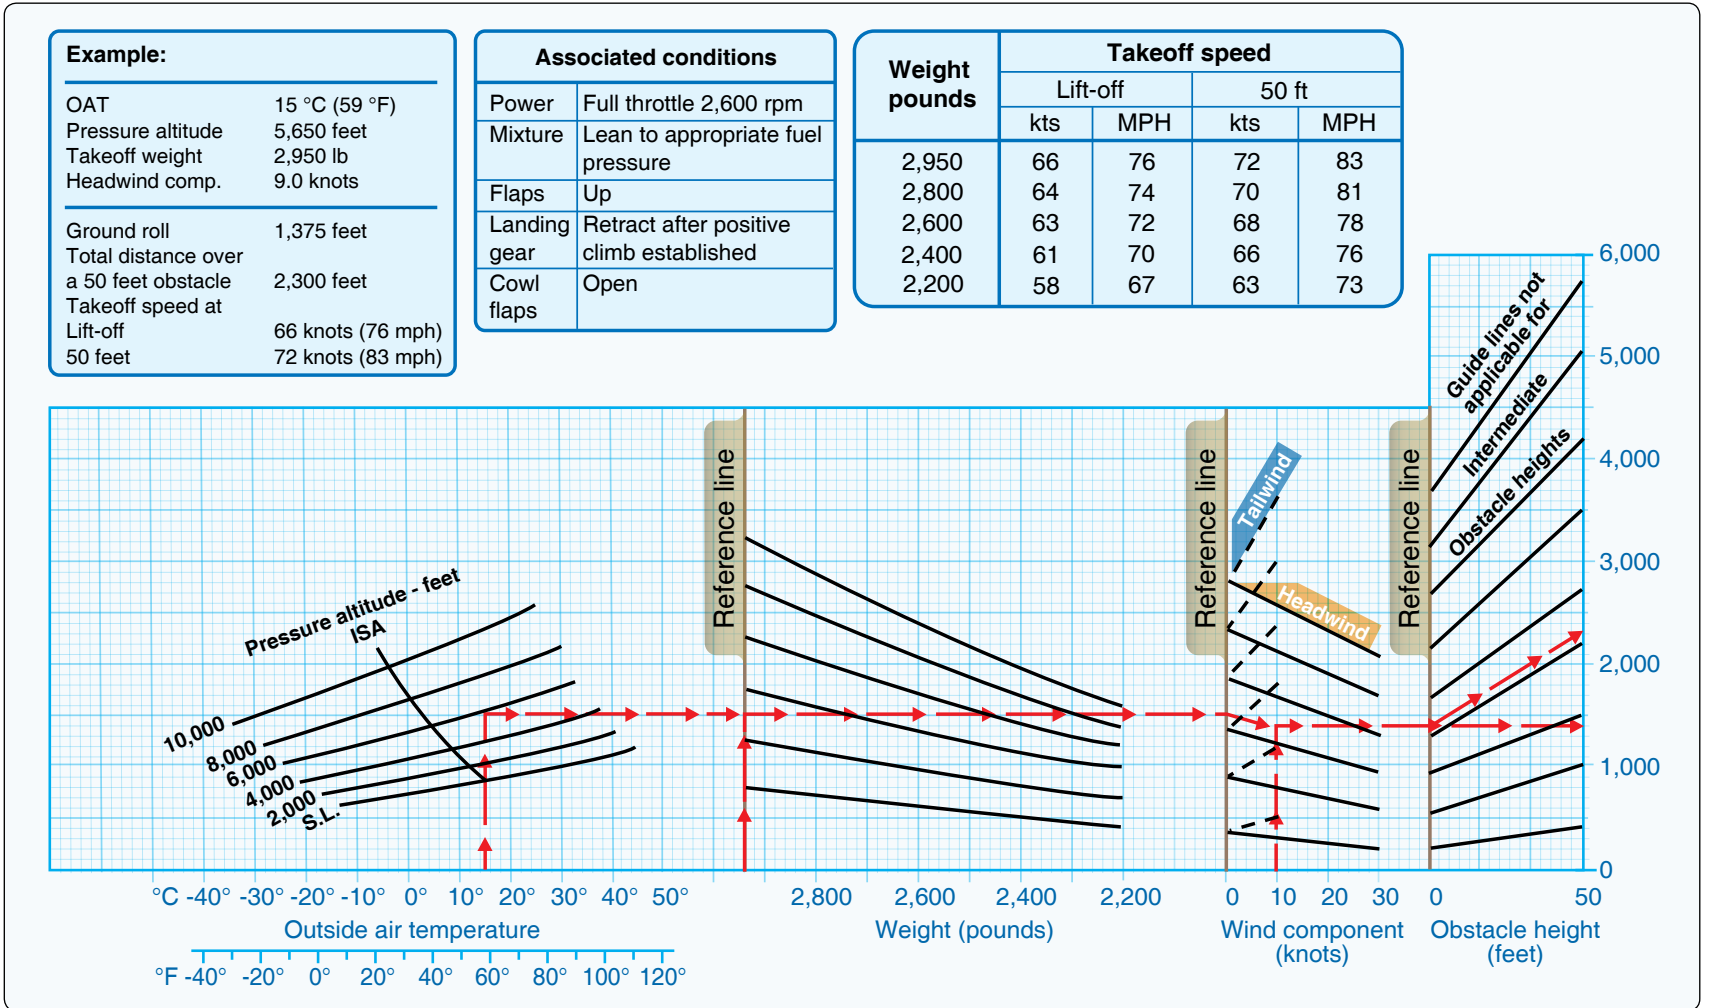 Example:
OAT 15 °C (59 °F)
Pressure altitude 5,650 feet
Takeoff weight 2,950 lb
Headwind comp. 9.0 knots
Ground roll 1,375 feet
Total distance over
a 50 feet obstacle 2,300 feet
Takeoff speed at
Lift-off 66 knots (76 mph)
50 feet 72 knots (83 mph)
Associated conditions
Power Full throttle 2,600 rpm
Mixture Lean to appropriate fuel
pressure
Flaps Up
Landing Retract after positive
gear climb established
Cowl Open
flaps
Weight
pounds
Takeoff speed
Lift-off 50 ft
kts MPH kts MPH
2,950 66 76 72 83
2,800 64 74 70 81
2,600 63 72 68 78
2,400 61 70 66 76
2,200 58 67 63 73
Pressure altitude - feet
ISA
10,000
8,000
6,000
4,000
2,000
S.L.
Reference line
Reference line
Tailwind
Headwind
Reference line
Guide lines not
applicable for
Intermediate
Obstacle heights
6,000
5,000
4,000
3,000
2,000
1,000
0
°C -40° -30° -20° -10° 0° 10° 20° 30° 40° 50°
Outside air temperature
°F -40° -20° 0° 20° 40° 60° 80° 100° 120°
2,800 2,600 2,400 2,200
Weight (pounds)
0 10 20 30
Wind component
(knots)
0 50
Obstacle height
(feet)